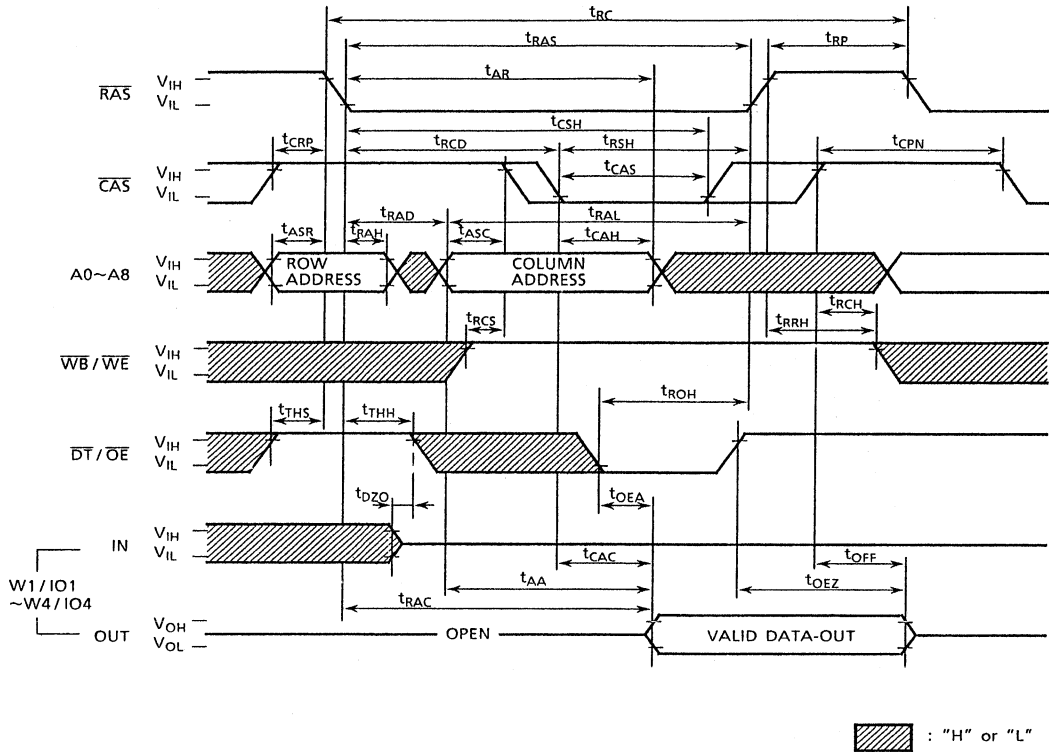 tRC
tRAS
tRP
tAR
RAS VIH
VIL
tCSH
tCRP
tRCD
tRSH
tCPN
CAS VIH
VIL
tCAS
tRAD
tRAL
tASR
tRAH
tASC
tCAH
A0~A8 VIH
VIL
ROW
ADDRESS
COLUMN
ADDRESS
tRCS
tRCH
tRRH
WB/WE VIH
VIL
tROH
tTHS
tTHH
DT/OE VIH
VIL
tDZO
tOEA
IN VIH
VIL
tCAC
tOFF
tAA
tOEZ
W1/IO1
~W4/IO4
tRAC
OUT VOH
VOL
OPEN
VALID DATA-OUT
: "H" or "L"